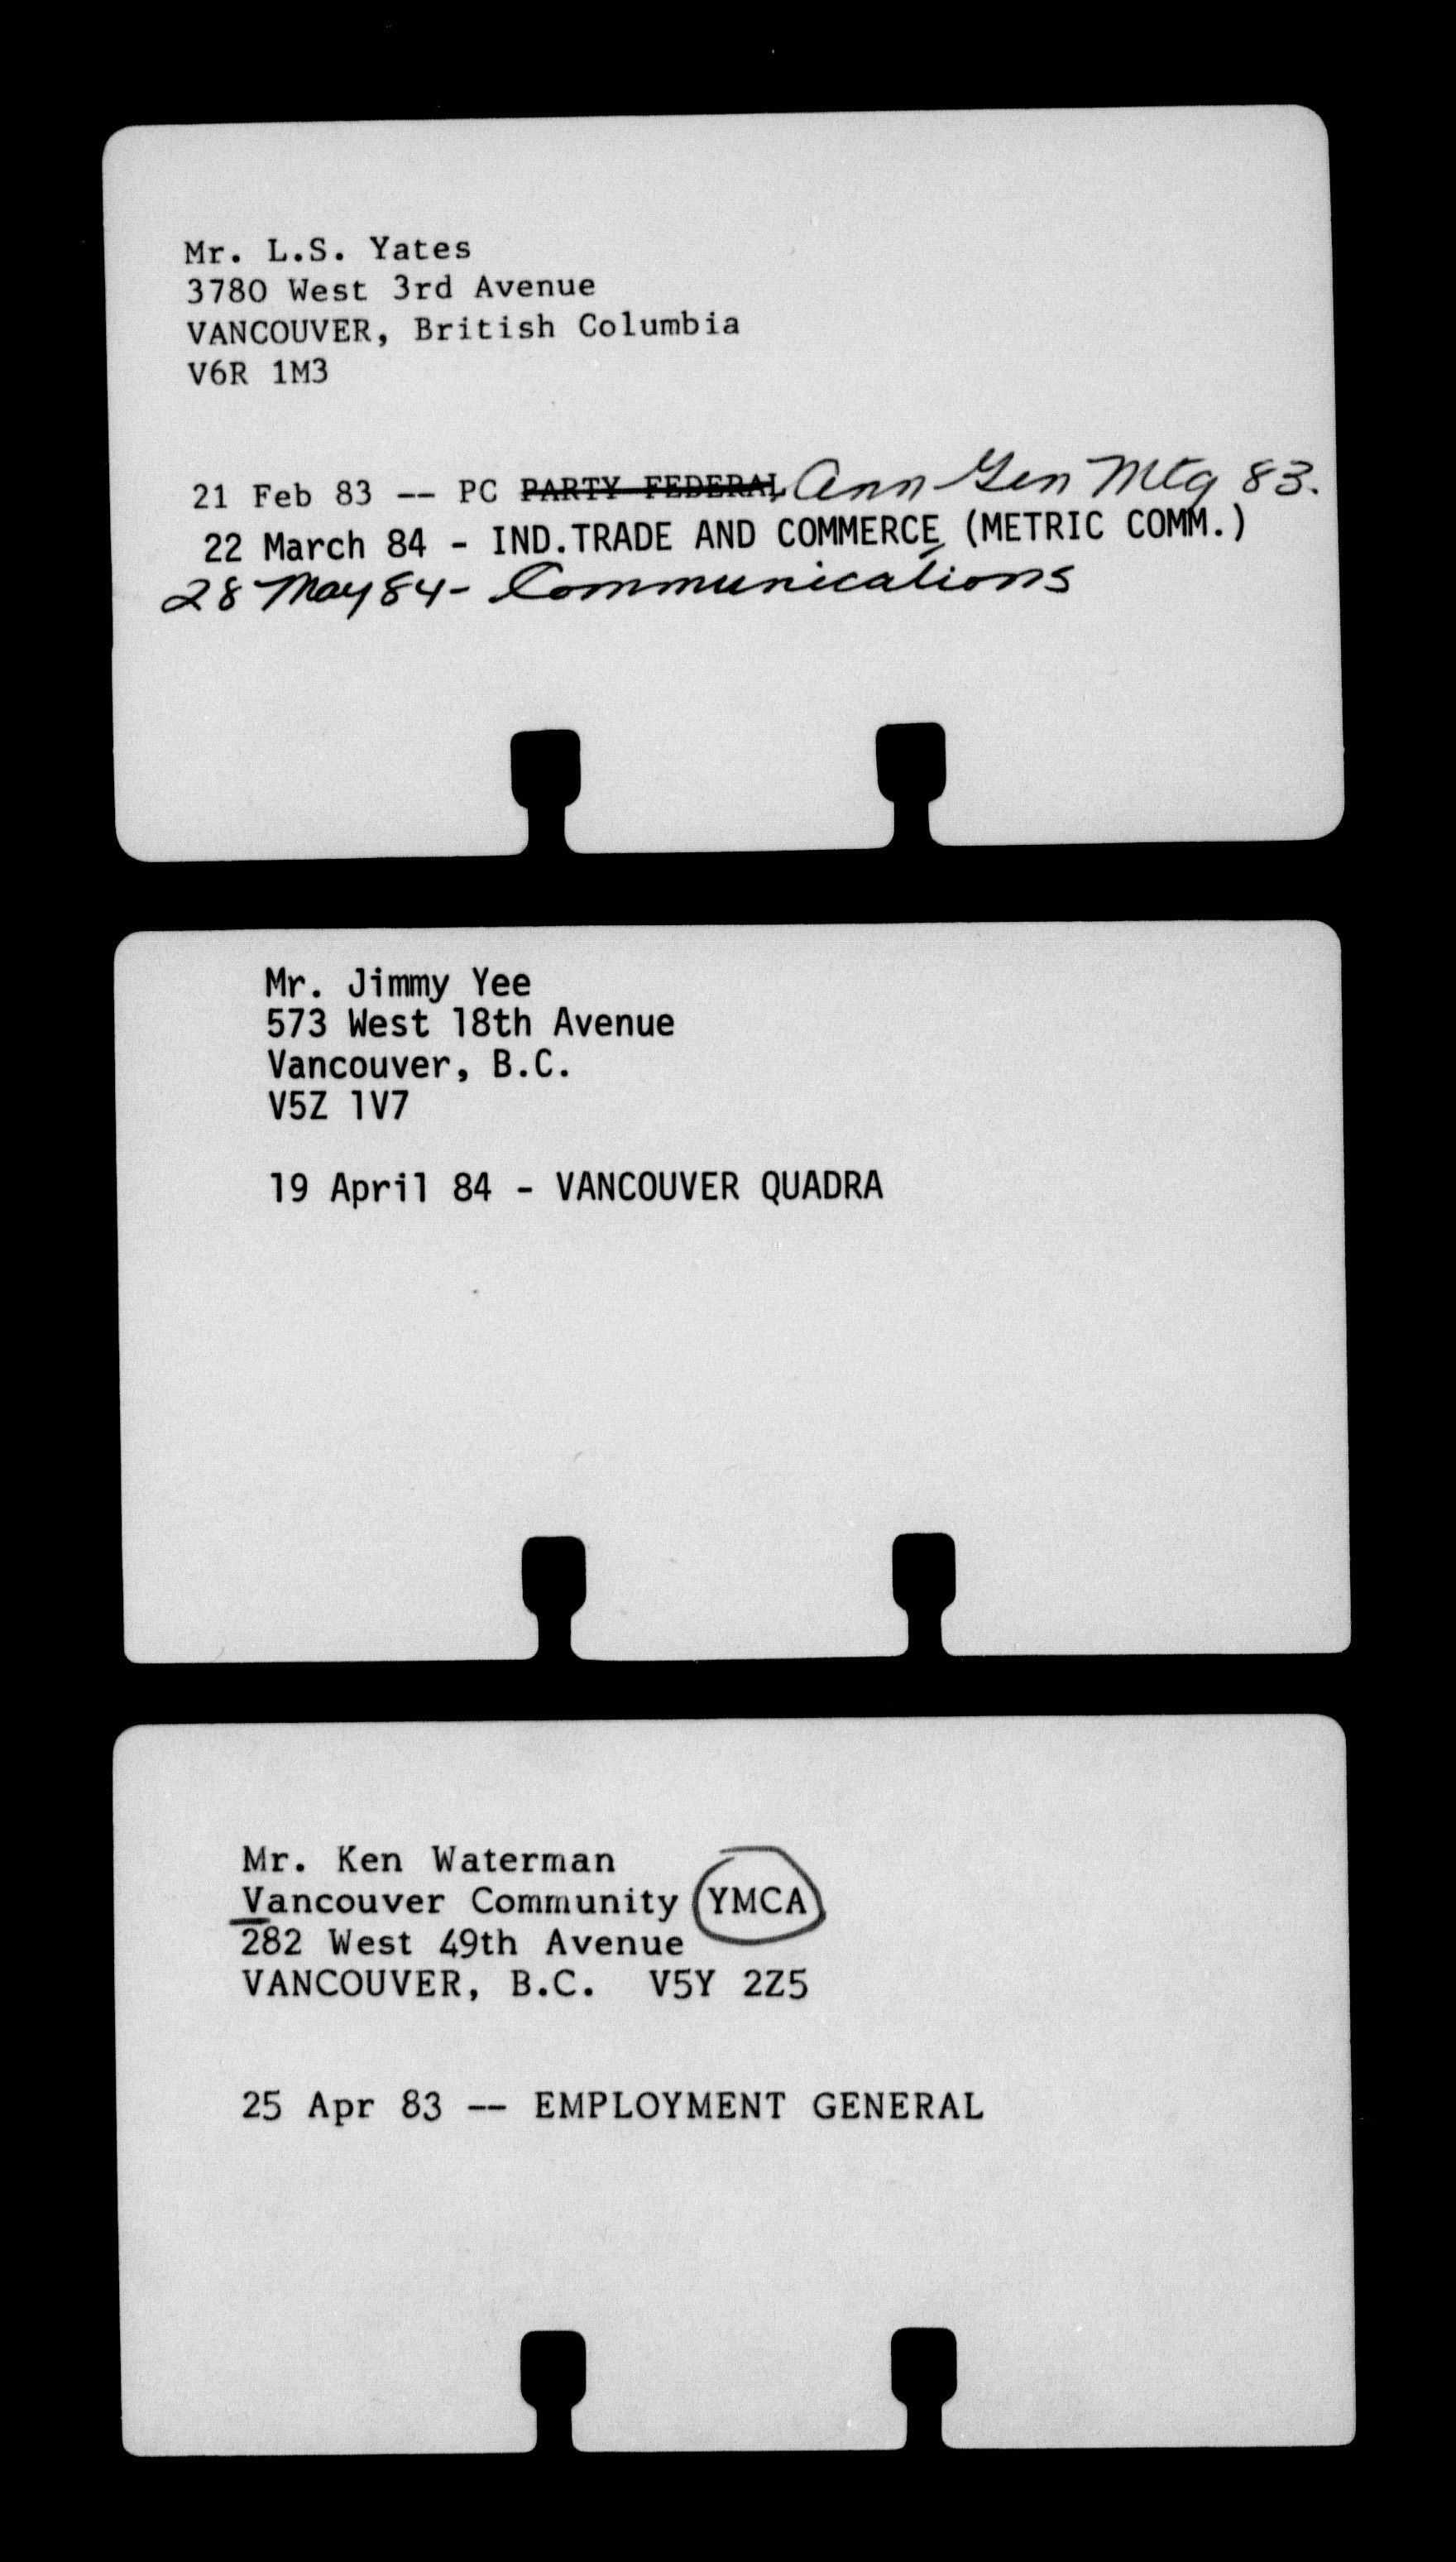 Mr. L.S. Yates
3780 West 3rd Avenue
VANCOUVER, British Columbia
V6R 1M3
21 Feb 83 -- PC PARTY FEDERAL Ann Gen Mtg 83.
22 March 84 - IND.TRADE AND COMMERCE (METRIC COMM.)
28 May 84 - Communications
Mr. Jimmy Yee
573 West 18th Avenue
Vancouver, B.C.
V5Z 1V7
19 April 84 - VANCOUVER QUADRA
Mr. Ken Waterman
Vancouver Community YMCA
282 West 49th Avenue
VANCOUVER, B.C. V5Y 2Z5
25 Apr 83 -- EMPLOYMENT GENERAL